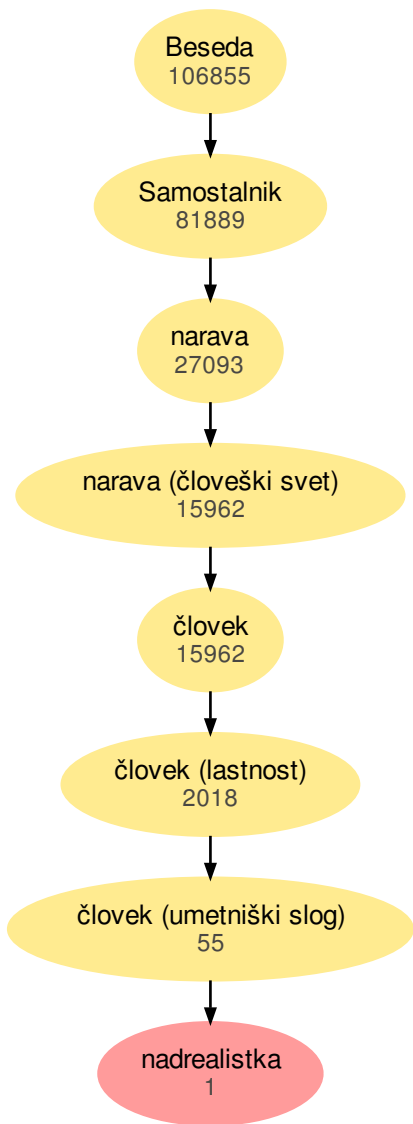 Beseda
106855
Samostalnik
81889
narava
27093
narava (človeški svet)
15962
človek
15962
človek (lastnost)
2018
človek (umetniški slog)
55
nadrealistka
1